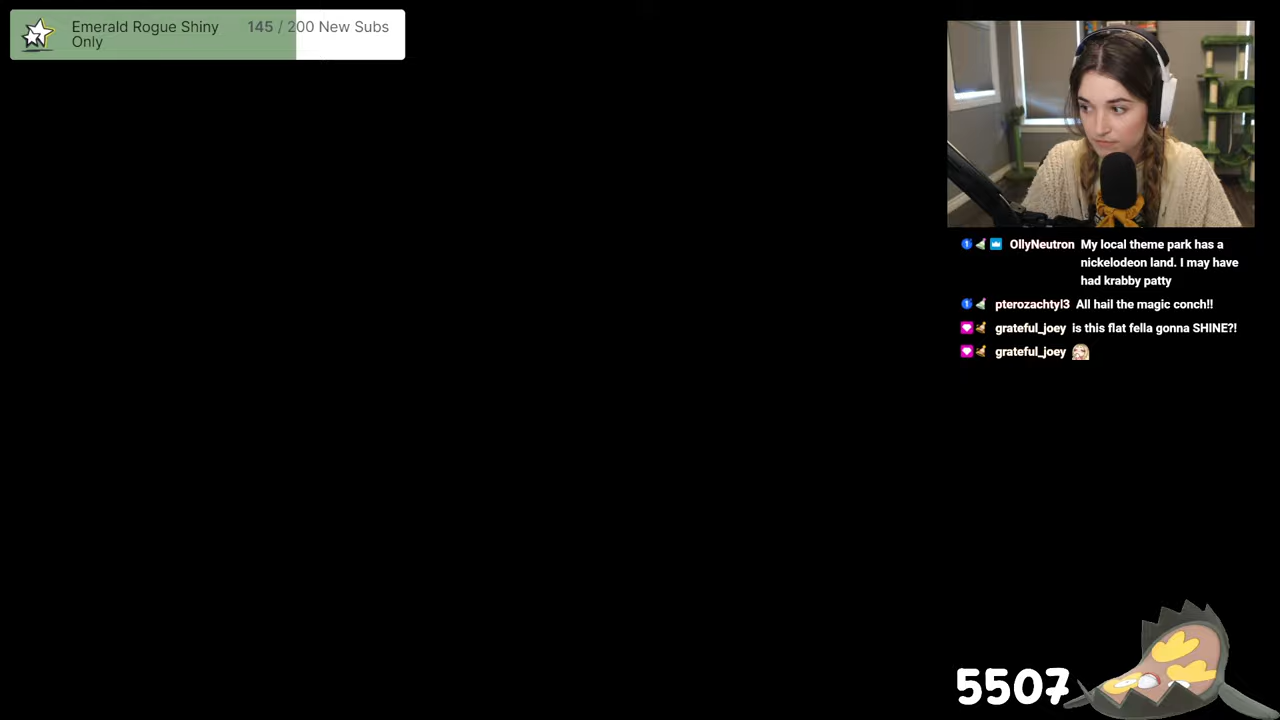 Emerald Rogue Shiny Only
145 / 200 New Subs
OllyNeutron My local theme park has a
nickelodeon land. I may have
had krabby patty
pterozachtyl3 All hail the magic conch!!
grateful_joey is this flat fella gonna SHINE?!
grateful_joey
5507